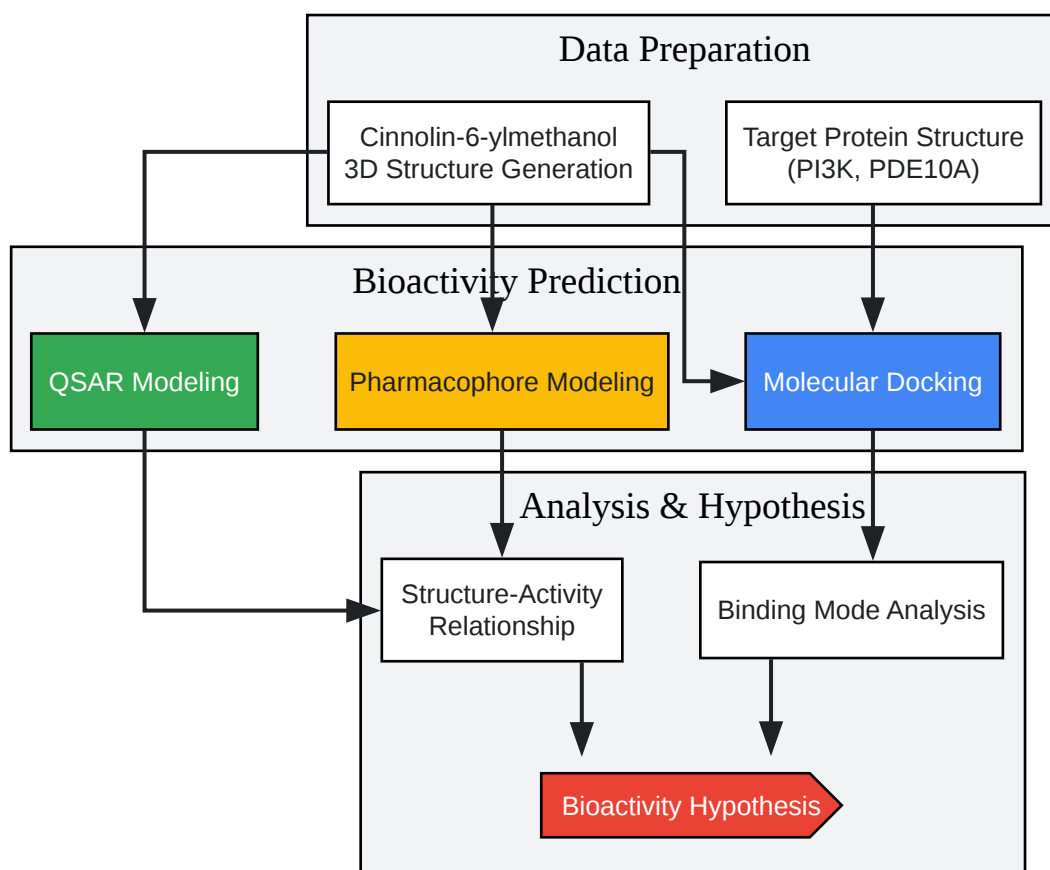 Data Preparation
Cinnolin-6-ylmethanol
3D Structure Generation
Target Protein Structure
(PI3K, PDE10A)
Bioactivity Prediction
QSAR Modeling
Pharmacophore Modeling
Molecular Docking
Analysis & Hypothesis
Structure-Activity
Relationship
Binding Mode Analysis
Bioactivity Hypothesis